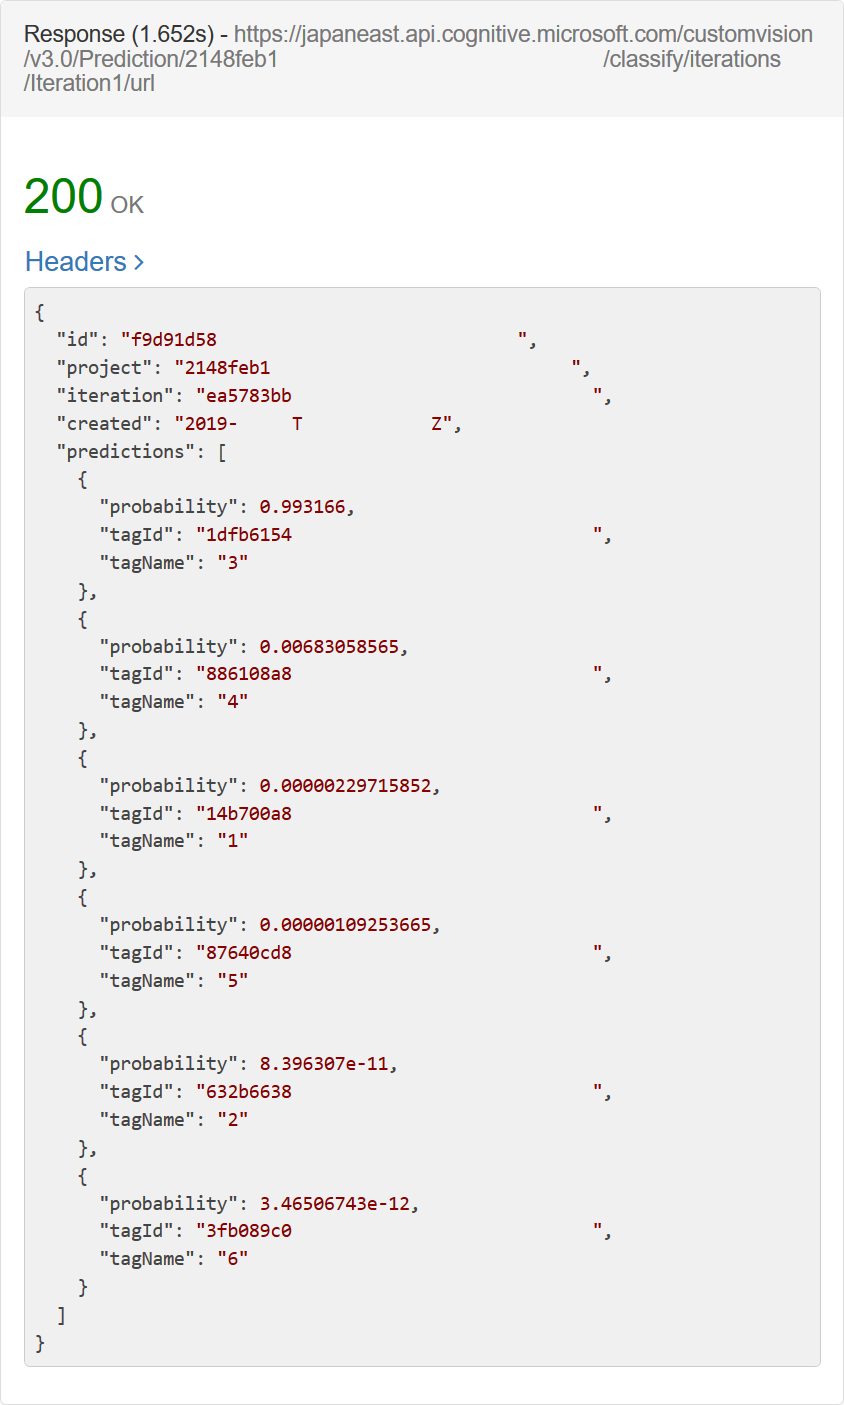 Response (1.652s) - https://japaneast.api.cognitive.microsoft.com/customvision
/v3.0/Prediction/2148feb1 /classify/iterations
/Iteration1/url
200 OK
Headers >
{
"id": "f9d91d58 ",
"project": "2148feb1 ",
"iteration": "ea5783bb ",
"created": "2019- T Z",
"predictions": [
{
"probability": 0.993166,
"tagId": "1dfb6154 ",
"tagName": "3"
},
{
"probability": 0.00683058565,
"tagId": "886108a8 ",
"tagName": "4"
},
{
"probability": 0.00000229715852,
"tagId": "14b700a8 ",
"tagName": "1"
},
{
"probability": 0.00000109253665,
"tagId": "87640cd8 ",
"tagName": "5"
},
{
"probability": 8.396307e-11,
"tagId": "632b6638 ",
"tagName": "2"
},
{
"probability": 3.46506743e-12,
"tagId": "3fb089c0 ",
"tagName": "6"
}
]
}